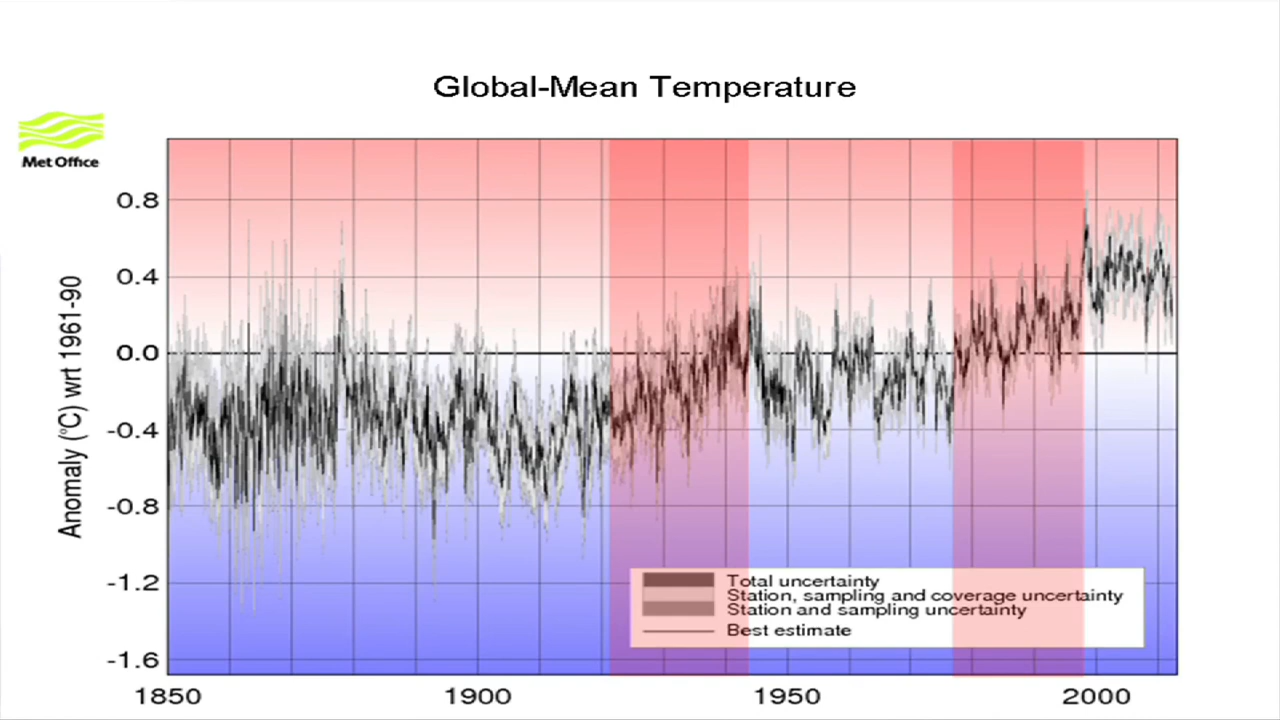 Global-Mean Temperature
Met Office
Anomaly (°C) wrt 1961-90
0.8
0.4
0.0
-0.4
-0.8
-1.2
-1.6
Total uncertainty
Station, sampling and coverage uncertainty
Station and sampling uncertainty
Best estimate
1850 1900 1950 2000